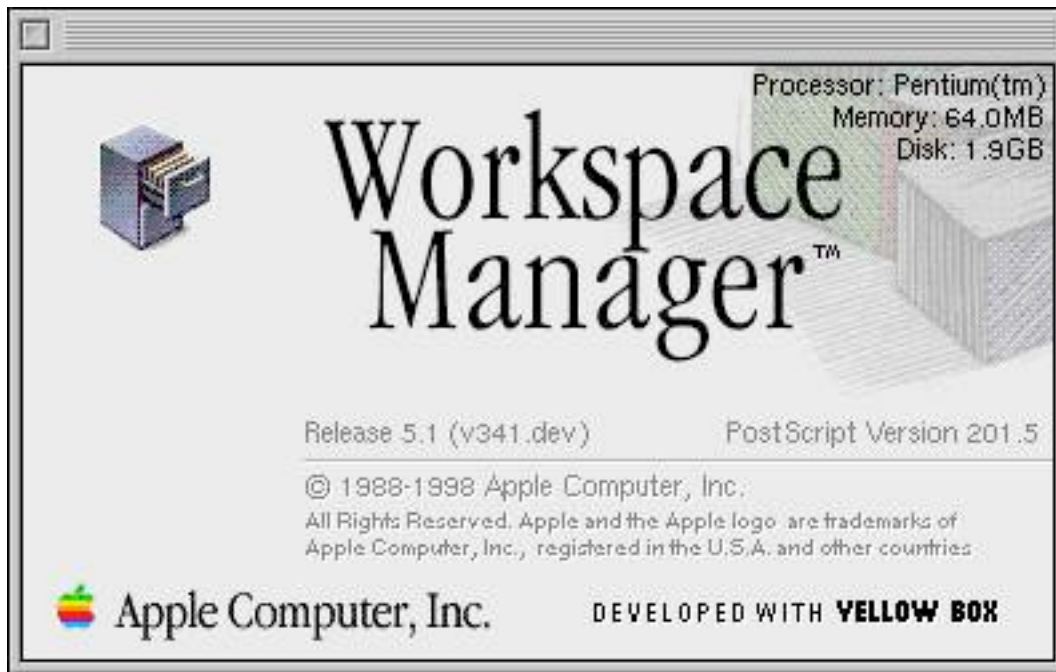 Processor: Pentium(tm)
Memory: 64.0MB
Disk: 1.9GB
Workspace
Manager™
Release 5.1 (v341.dev) PostScript Version 201.5
© 1988-1998 Apple Computer, Inc.
All Rights Reserved. Apple and the Apple logo are trademarks of
Apple Computer, Inc., registered in the U.S.A. and other countries
Apple Computer, Inc. DEVELOPED WITH YELLOW BOX